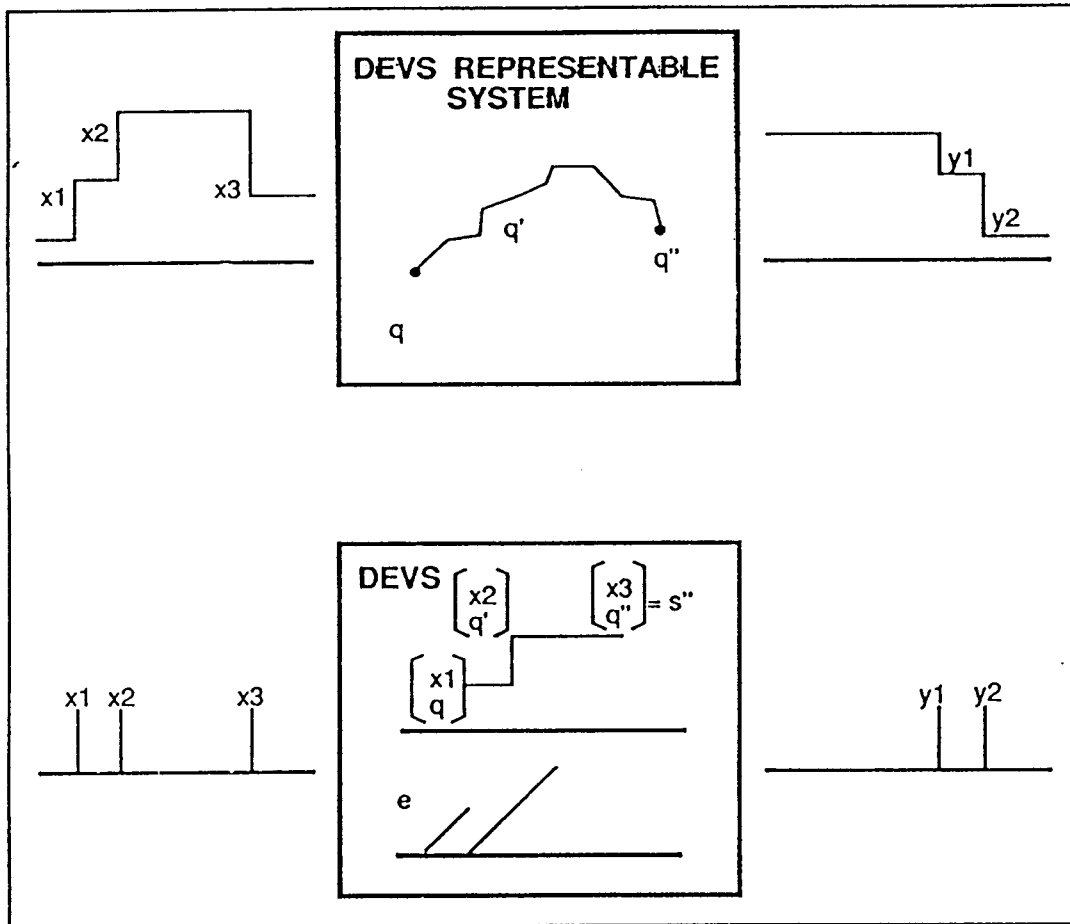 DEVS REPRESENTABLE
SYSTEM
x1
x2
x3
q
q'
q"
y1
y2
DEVS
x1
q
x2
q'
x3
q"
= s"
e
x1
x2
x3
y1
y2